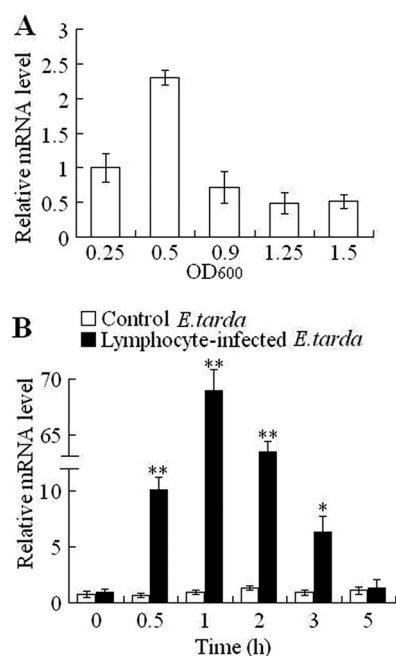 A
Relative mRNA level
3
2.5
2
1.5
1
0.5
0
0.25 0.5 0.9 1.25 1.5
OD600
Control E.tarda
Lymphocyte-infected E.tarda
B
Relative mRNA level
70
65
10
5
0
** ** ** *
0 0.5 1 2 3 5
Time (h)